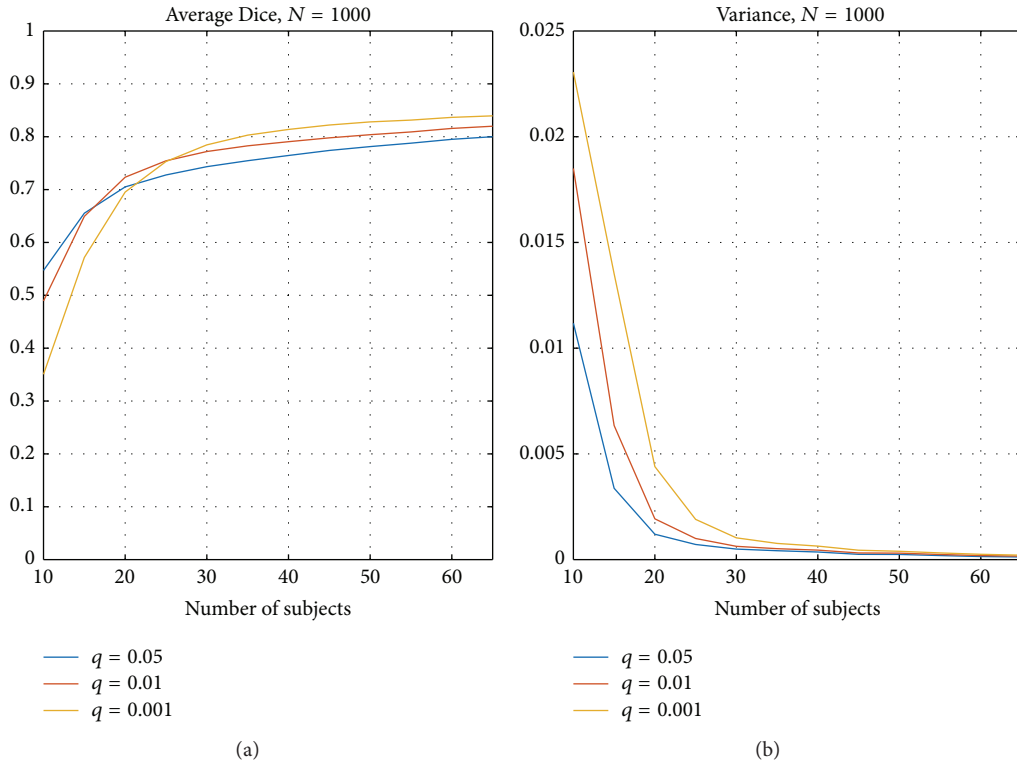 Average Dice, N = 1000
1
0.9
0.8
0.7
0.6
0.5
0.4
0.3
0.2
0.1
0
10 20 30 40 50 60
Number of subjects
q = 0.05
q = 0.01
q = 0.001
(a)
Variance, N = 1000
0.025
0.02
0.015
0.01
0.005
0
10 20 30 40 50 60
Number of subjects
q = 0.05
q = 0.01
q = 0.001
(b)